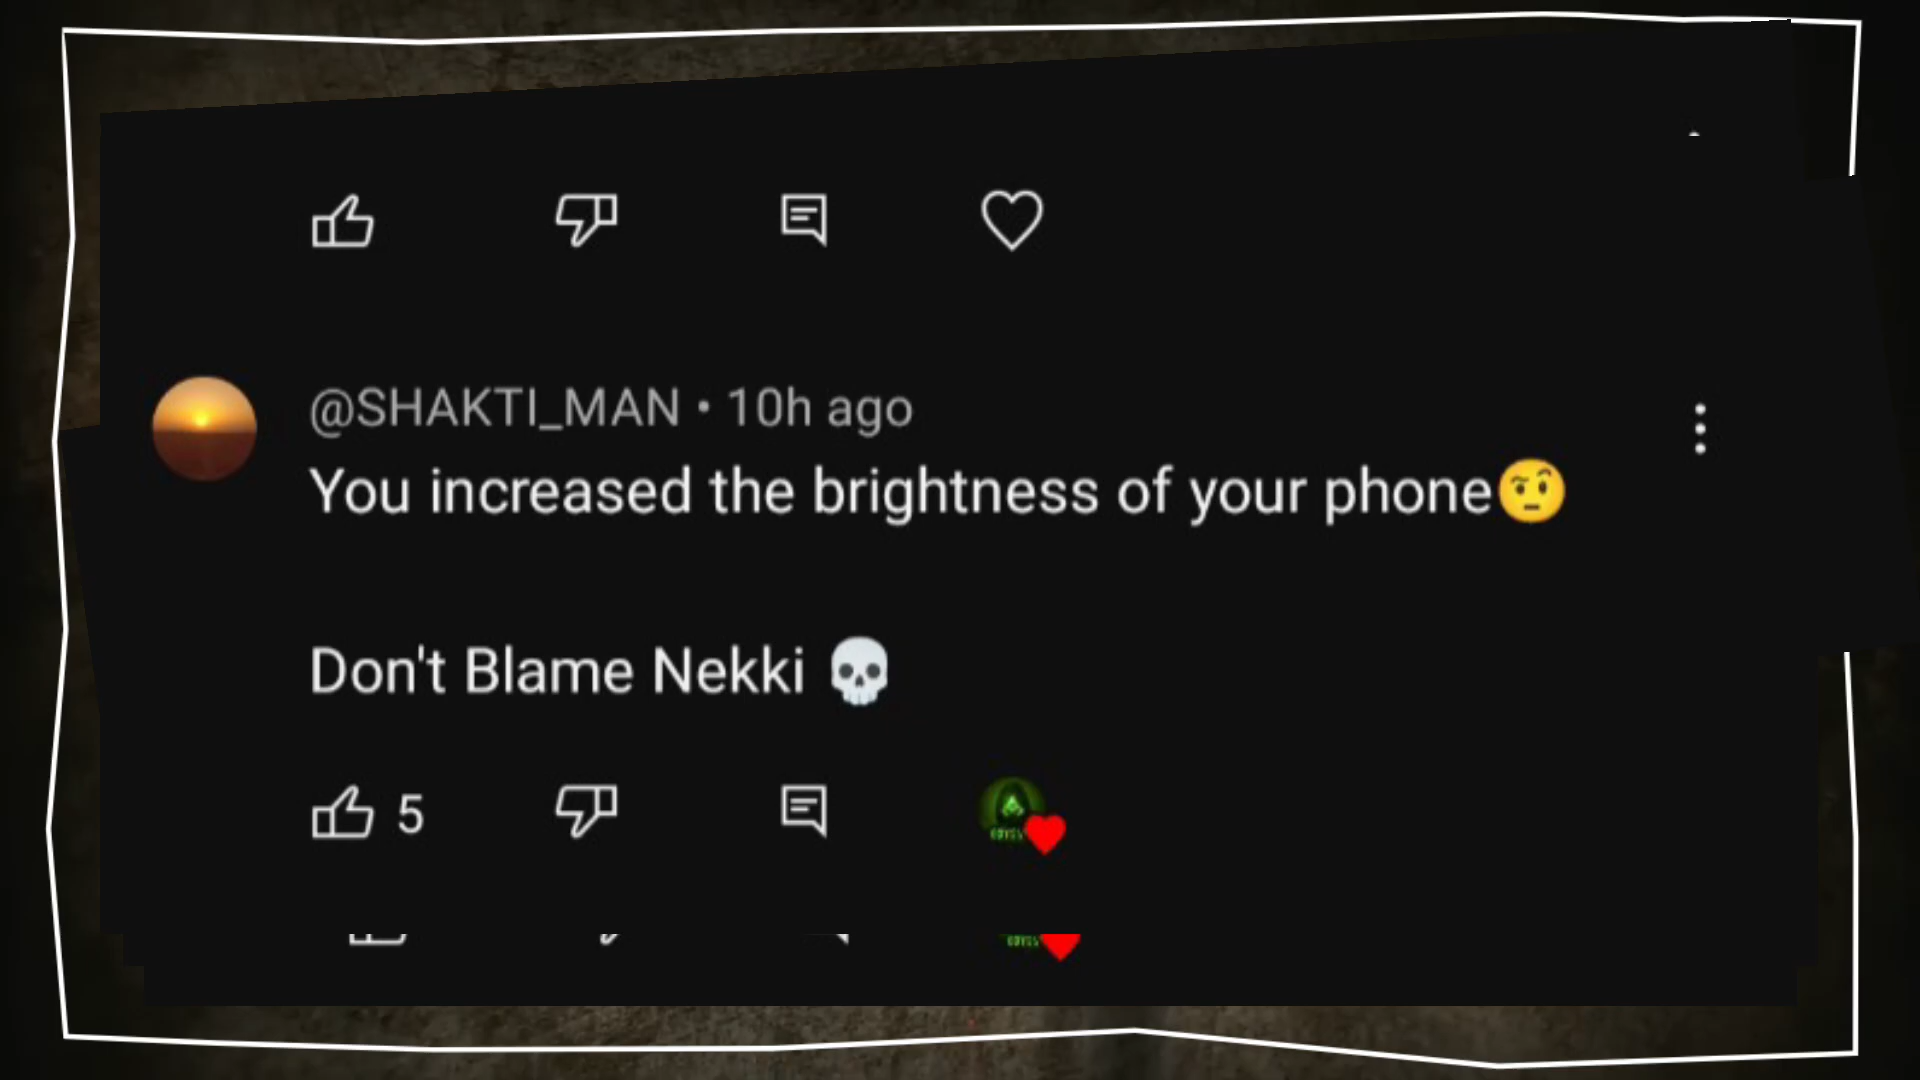 @SHAKTI_MAN • 10h ago
You increased the brightness of your phone🤨
Don't Blame Nekki 💀
5